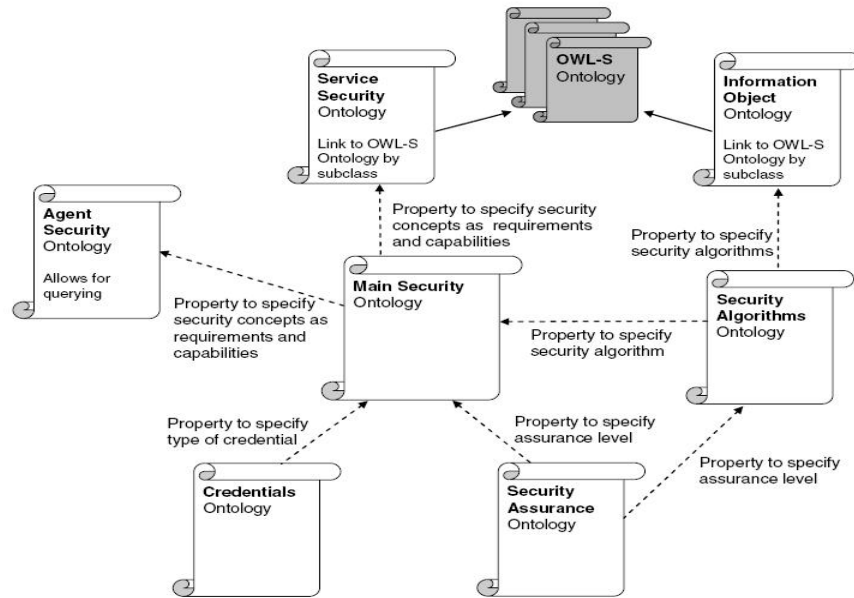 OWL-S
Ontology
Service
Security
Ontology
Link to OWL-S
Ontology by
subclass
Information
Object
Ontology
Link to OWL-S
Ontology by
subclass
Agent
Security
Ontology
Allows for
querying
Property to specify security
concepts as requirements
and capabilities
Property to specify
security algorithms
Main Security
Ontology
Security
Algorithms
Ontology
Property to specify
security concepts as
requirements and
capabilities
Property to specify
security algorithm
Property to specify
type of credential
Property to specify
assurance level
Property to specify
assurance level
Credentials
Ontology
Security
Assurance
Ontology